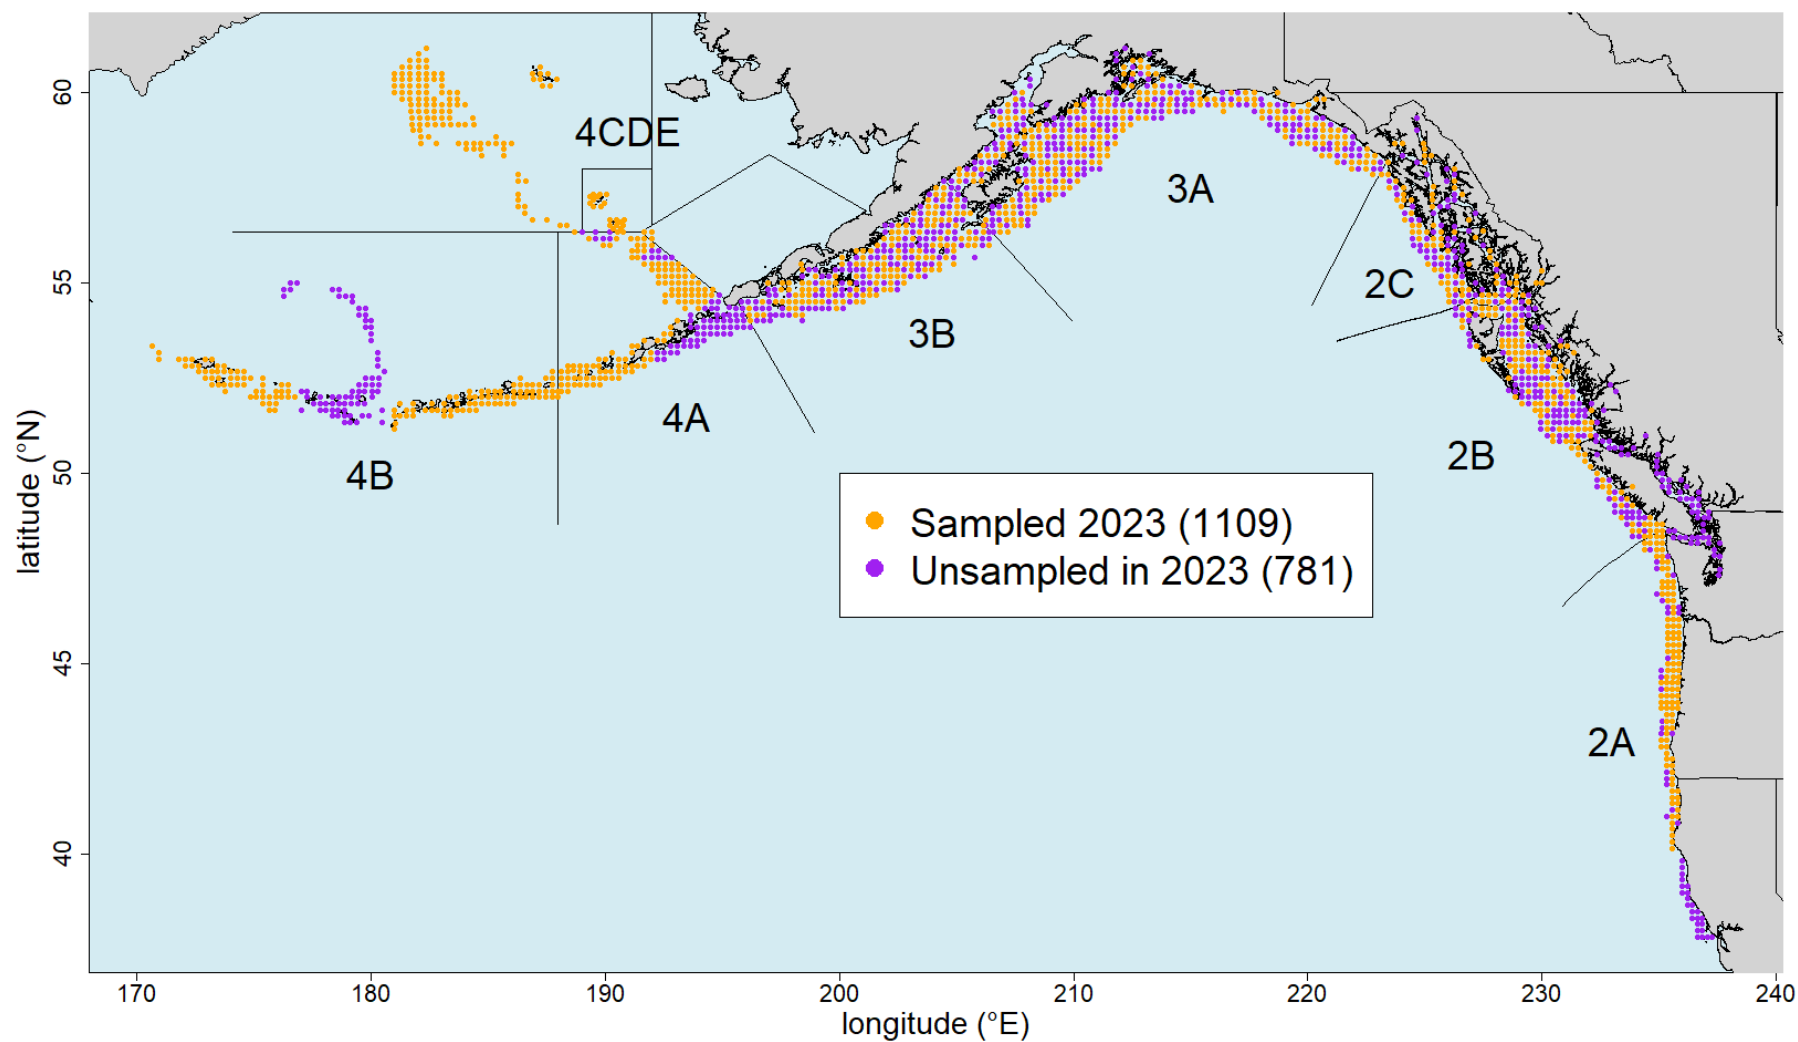 4CDE
3A
2C
3B
4A
2B
4B
2A
Sampled 2023 (1109)
Unsampled in 2023 (781)
latitude (°N)
60
55
50
45
40
170
180
190
200
210
220
230
240
longitude (°E)